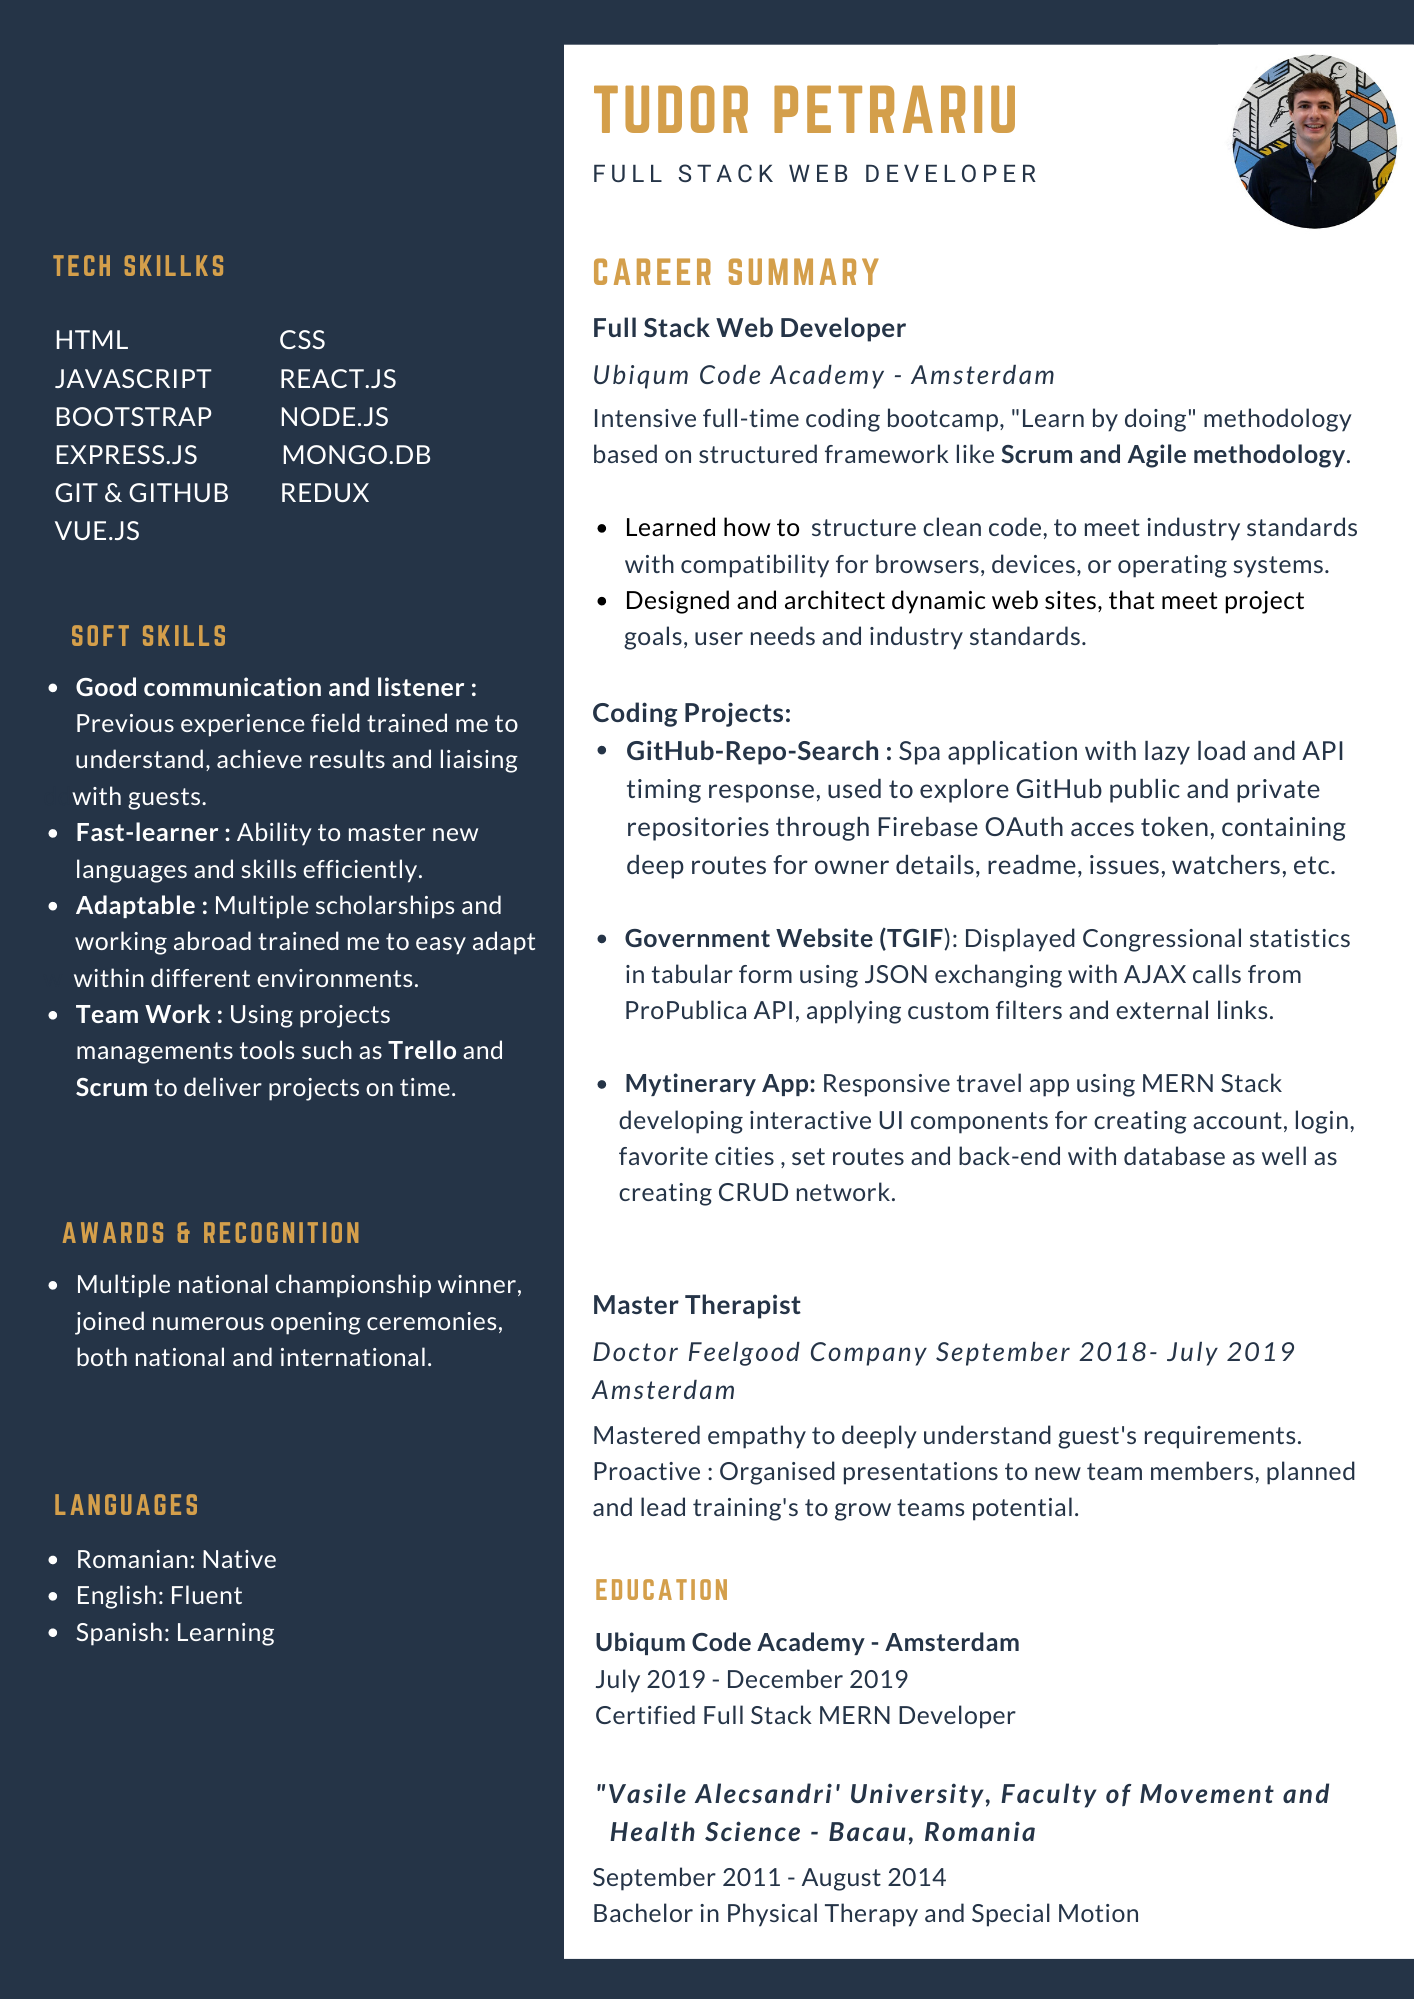 TUDOR PETRARIU
FULL STACK WEB DEVELOPER
TECH SKILLKS
HTML CSS
JAVASCRIPT REACT.JS
BOOTSTRAP NODE.JS
EXPRESS.JS MONGO.DB
GIT & GITHUB REDUX
VUE.JS
SOFT SKILLS
• Good communication and listener :
Previous experience field trained me to
understand, achieve results and liaising
with guests.
• Fast-learner : Ability to master new
languages and skills efficiently.
• Adaptable : Multiple scholarships and
working abroad trained me to easy adapt
within different environments.
• Team Work : Using projects
managements tools such as Trello and
Scrum to deliver projects on time.
AWARDS & RECOGNITION
• Multiple national championship winner,
joined numerous opening ceremonies,
both national and international.
LANGUAGES
• Romanian: Native
• English: Fluent
• Spanish: Learning
CAREER SUMMARY
Full Stack Web Developer
Ubiqum Code Academy - Amsterdam
Intensive full-time coding bootcamp, "Learn by doing" methodology
based on structured framework like Scrum and Agile methodology.
• Learned how to structure clean code, to meet industry standards
with compatibility for browsers, devices, or operating systems.
• Designed and architect dynamic web sites, that meet project
goals, user needs and industry standards.
Coding Projects:
• GitHub-Repo-Search : Spa application with lazy load and API
timing response, used to explore GitHub public and private
repositories through Firebase OAuth acces token, containing
deep routes for owner details, readme, issues, watchers, etc.
• Government Website (TGIF): Displayed Congressional statistics
in tabular form using JSON exchanging with AJAX calls from
ProPublica API, applying custom filters and external links.
• Mytinerary App: Responsive travel app using MERN Stack
developing interactive UI components for creating account, login,
favorite cities , set routes and back-end with database as well as
creating CRUD network.
Master Therapist
Doctor Feelgood Company September 2018- July 2019
Amsterdam
Mastered empathy to deeply understand guest's requirements.
Proactive : Organised presentations to new team members, planned
and lead training's to grow teams potential.
EDUCATION
Ubiqum Code Academy - Amsterdam
July 2019 - December 2019
Certified Full Stack MERN Developer
"Vasile Alecsandri' University, Faculty of Movement and
Health Science - Bacau, Romania
September 2011 - August 2014
Bachelor in Physical Therapy and Special Motion